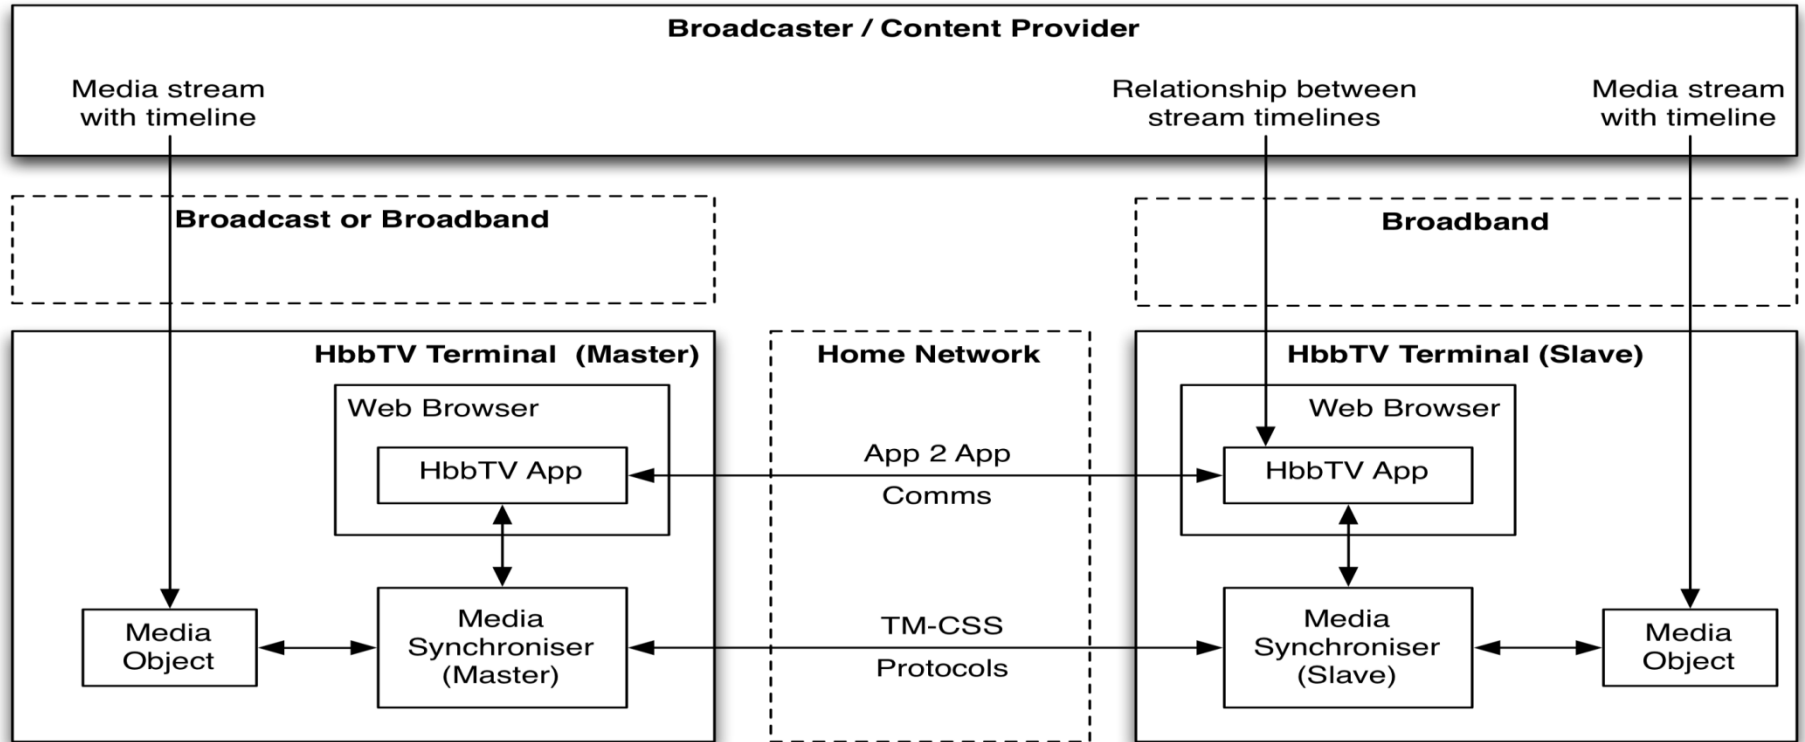 Broadcaster / Content Provider
Media stream
with timeline
Relationship between
stream timelines
Media stream
with timeline
Broadcast or Broadband
Broadband
HbbTV Terminal (Master)
Home Network
HbbTV Terminal (Slave)
Web Browser
Web Browser
HbbTV App
App 2 App
Comms
HbbTV App
Media
Object
Media
Synchroniser
(Master)
TM-CSS
Protocols
Media
Synchroniser
(Slave)
Media
Object